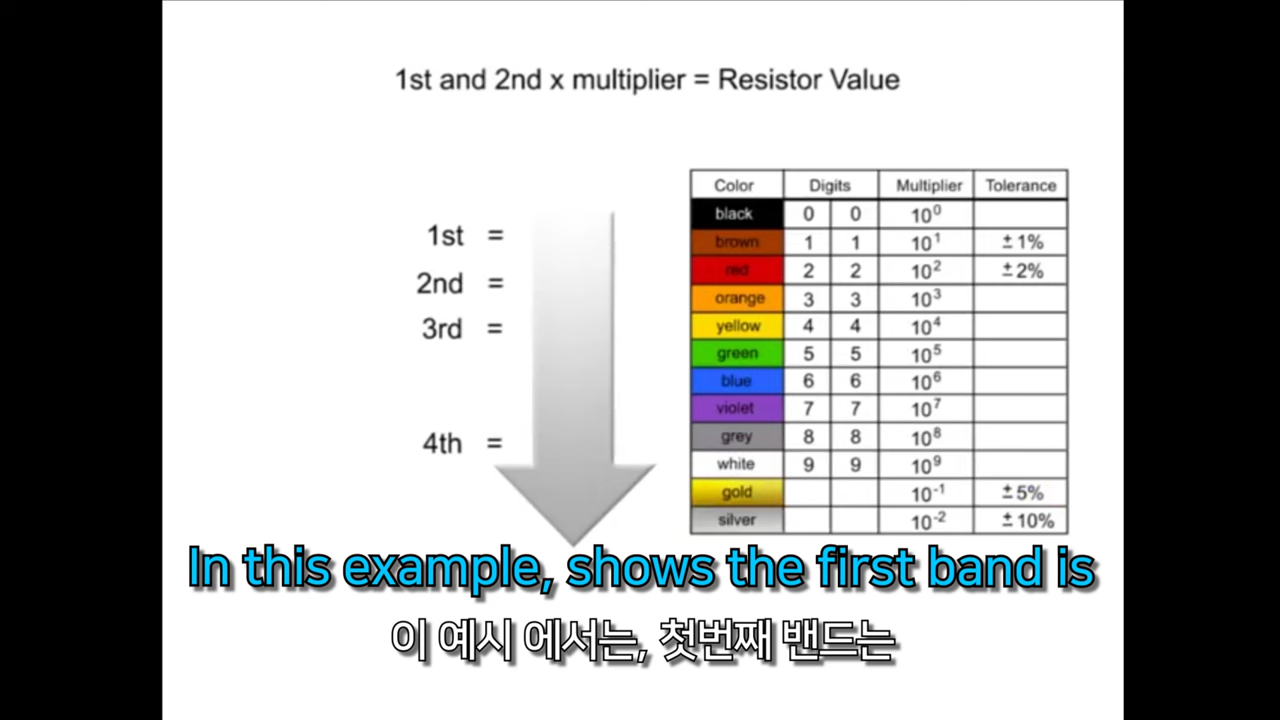 1st and 2nd x multiplier = Resistor Value
1st =
2nd =
3rd =
4th =
Color Digits Multiplier Tolerance
black 0 0 10⁰
brown 1 1 10¹ ±1%
red 2 2 10² ±2%
orange 3 3 10³
yellow 4 4 10⁴
green 5 5 10⁵
blue 6 6 10⁶
violet 7 7 10⁷
grey 8 8 10⁸
white 9 9 10⁹
gold 10⁻¹ ±5%
silver 10⁻² ±10%
In this example, shows the first band is
이 예시 에서는, 첫번째 밴드는